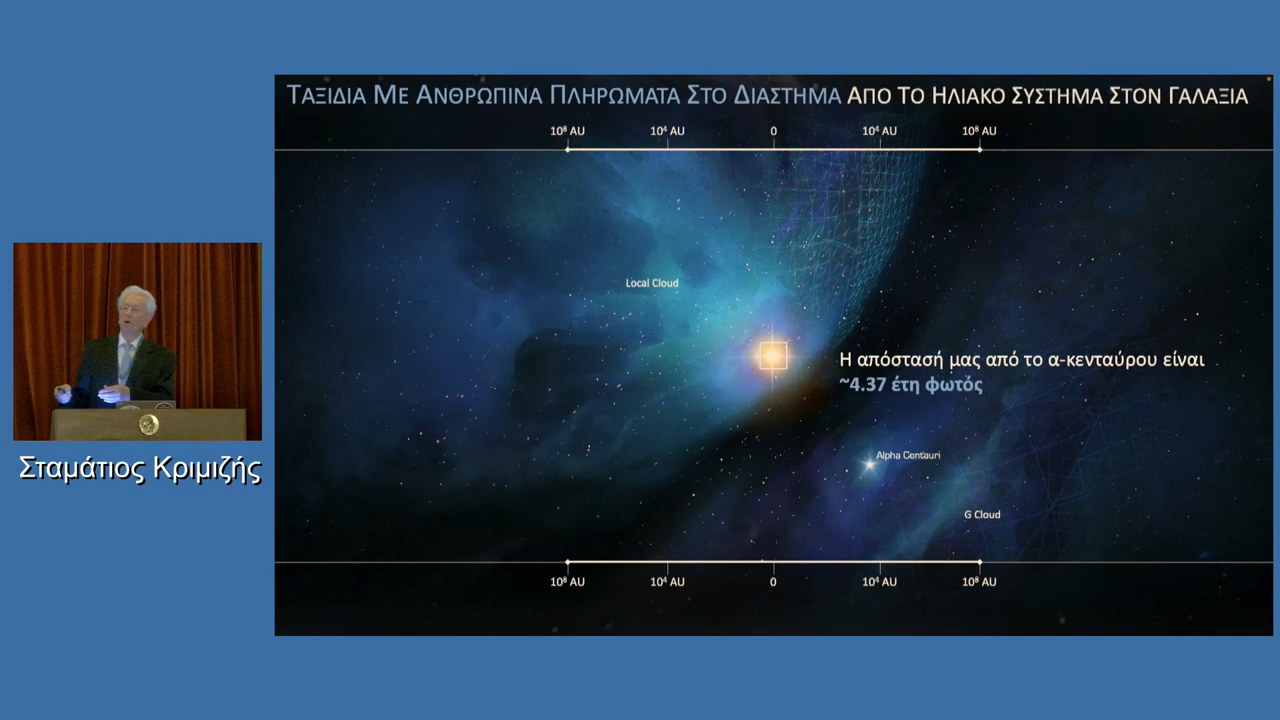 ΤΑΞΙΔΙΑ ΜΕ ΑΝΘΡΩΠΙΝΑ ΠΛΗΡΩΜΑΤΑ ΣΤΟ ΔΙΑΣΤΗΜΑ ΑΠΟ ΤΟ ΗΛΙΑΚΟ ΣΥΣΤΗΜΑ ΣΤΟΝ ΓΑΛΑΞΙΑ
10⁸ AU 10⁴ AU 0 10⁴ AU 10⁸ AU
Local Cloud
Η απόστασή μας από το α-κενταύρου είναι
~4.37 έτη φωτός
Alpha Centauri
G Cloud
10⁸ AU 10⁴ AU 0 10⁴ AU 10⁸ AU
Σταμάτιος Κριμιζής